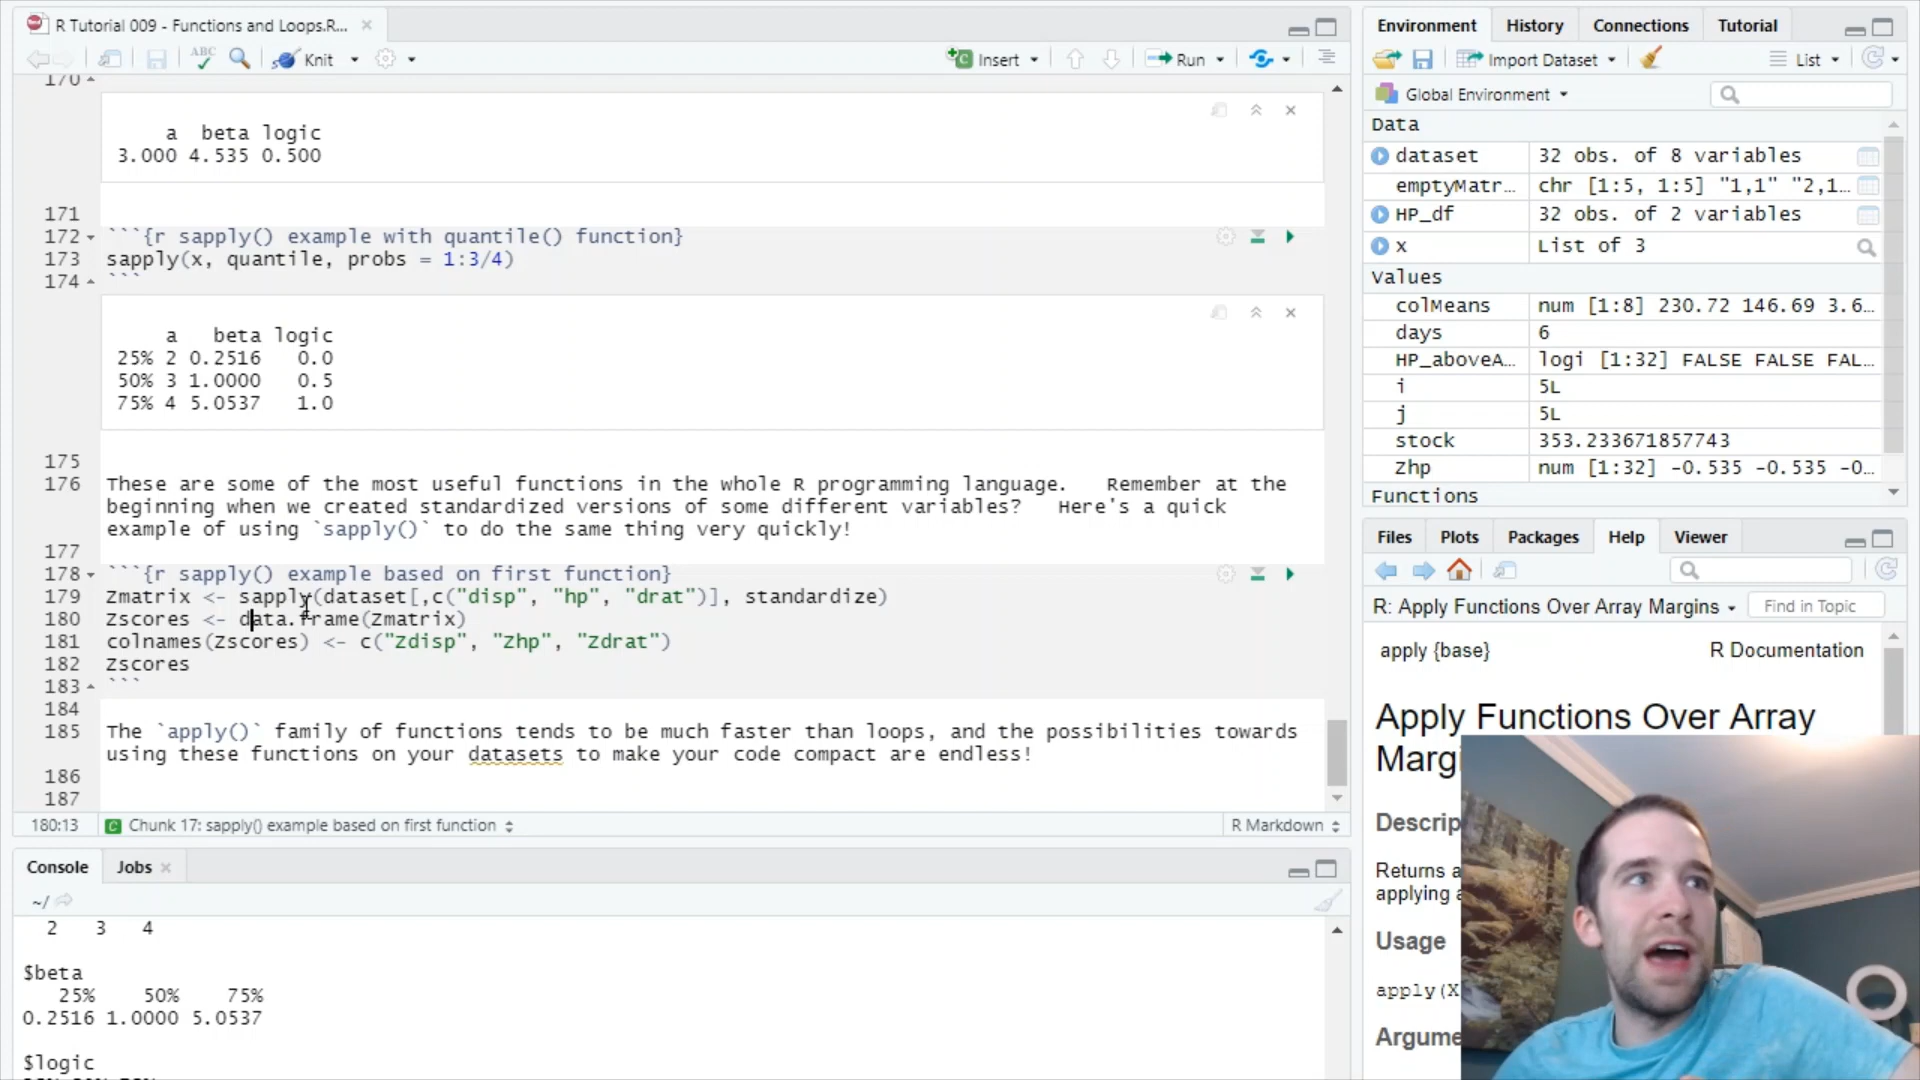 R Tutorial 009 - Functions and Loops.R...
ABC
Knit
Insert
Run
170
a beta logic
3.000 4.535 0.500
171
172 ```{r sapply() example with quantile() function}
173 sapply(x, quantile, probs = 1:3/4)
174 ```
a beta logic
25% 2 0.2516 0.0
50% 3 1.0000 0.5
75% 4 5.0537 1.0
175
176 These are some of the most useful functions in the whole R programming language. Remember at the
beginning when we created standardized versions of some different variables? Here's a quick
example of using `sapply()` to do the same thing very quickly!
177
178 ```{r sapply() example based on first function}
179 Zmatrix <- sapply(dataset[,c("disp", "hp", "drat")], standardize)
180 Zscores <- data.frame(Zmatrix)
181 colnames(Zscores) <- c("Zdisp", "Zhp", "Zdrat")
182 Zscores
183 ```
184
185 The `apply()` family of functions tends to be much faster than loops, and the possibilities towards
using these functions on your datasets to make your code compact are endless!
186
187
180:13 Chunk 17: sapply() example based on first function R Markdown
Console Jobs
~/
2 3 4
$beta
25% 50% 75%
0.2516 1.0000 5.0537
$logic
Environment History Connections Tutorial
Import Dataset List
Global Environment
Data
dataset 32 obs. of 8 variables
emptyMatr... chr [1:5, 1:5] "1,1" "2,1...
HP_df 32 obs. of 2 variables
x List of 3
Values
colMeans num [1:8] 230.72 146.69 3.6...
days 6
HP_aboveA... logi [1:32] FALSE FALSE FAL...
i 5L
j 5L
stock 353.233671857743
Zhp num [1:32] -0.535 -0.535 -0...
Functions
Files Plots Packages Help Viewer
R: Apply Functions Over Array Margins Find in Topic
apply {base} R Documentation
Apply Functions Over Array
Margi
Descrip
Returns a
applying a
Usage
apply(X
Argume